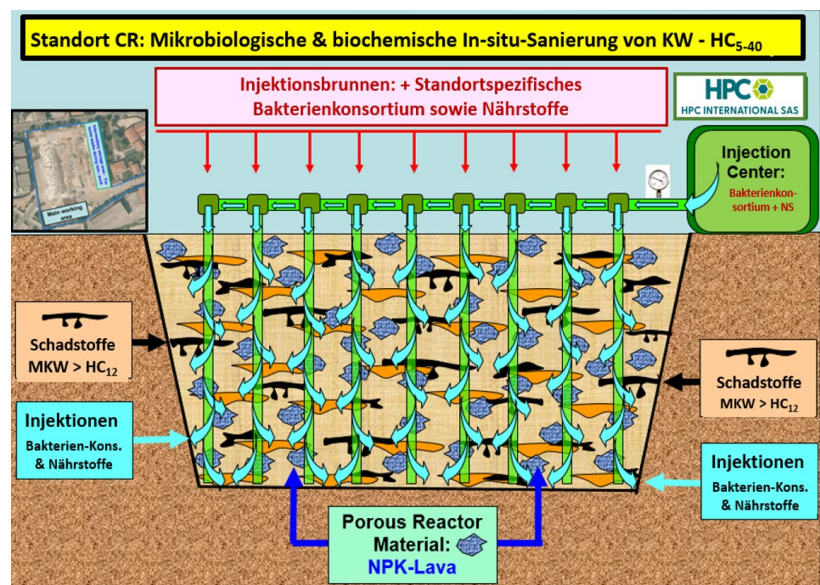 Standort CR: Mikrobiologische & biochemische In-situ-Sanierung von KW - HC5-40
Injektionsbrunnen: + Standortspezifisches
Bakterienkonsortium sowie Nährstoffe
HPC
HPC INTERNATIONAL SAS
Main working
area
Injection
Center:
Bakterienkon-
sortium + NS
Schadstoffe
MKW > HC12
Injektionen
Bakterien-Kons.
& Nährstoffe
Schadstoffe
MKW > HC12
Injektionen
Bakterien-Kons.
& Nährstoffe
Porous Reactor
Material:
NPK-Lava